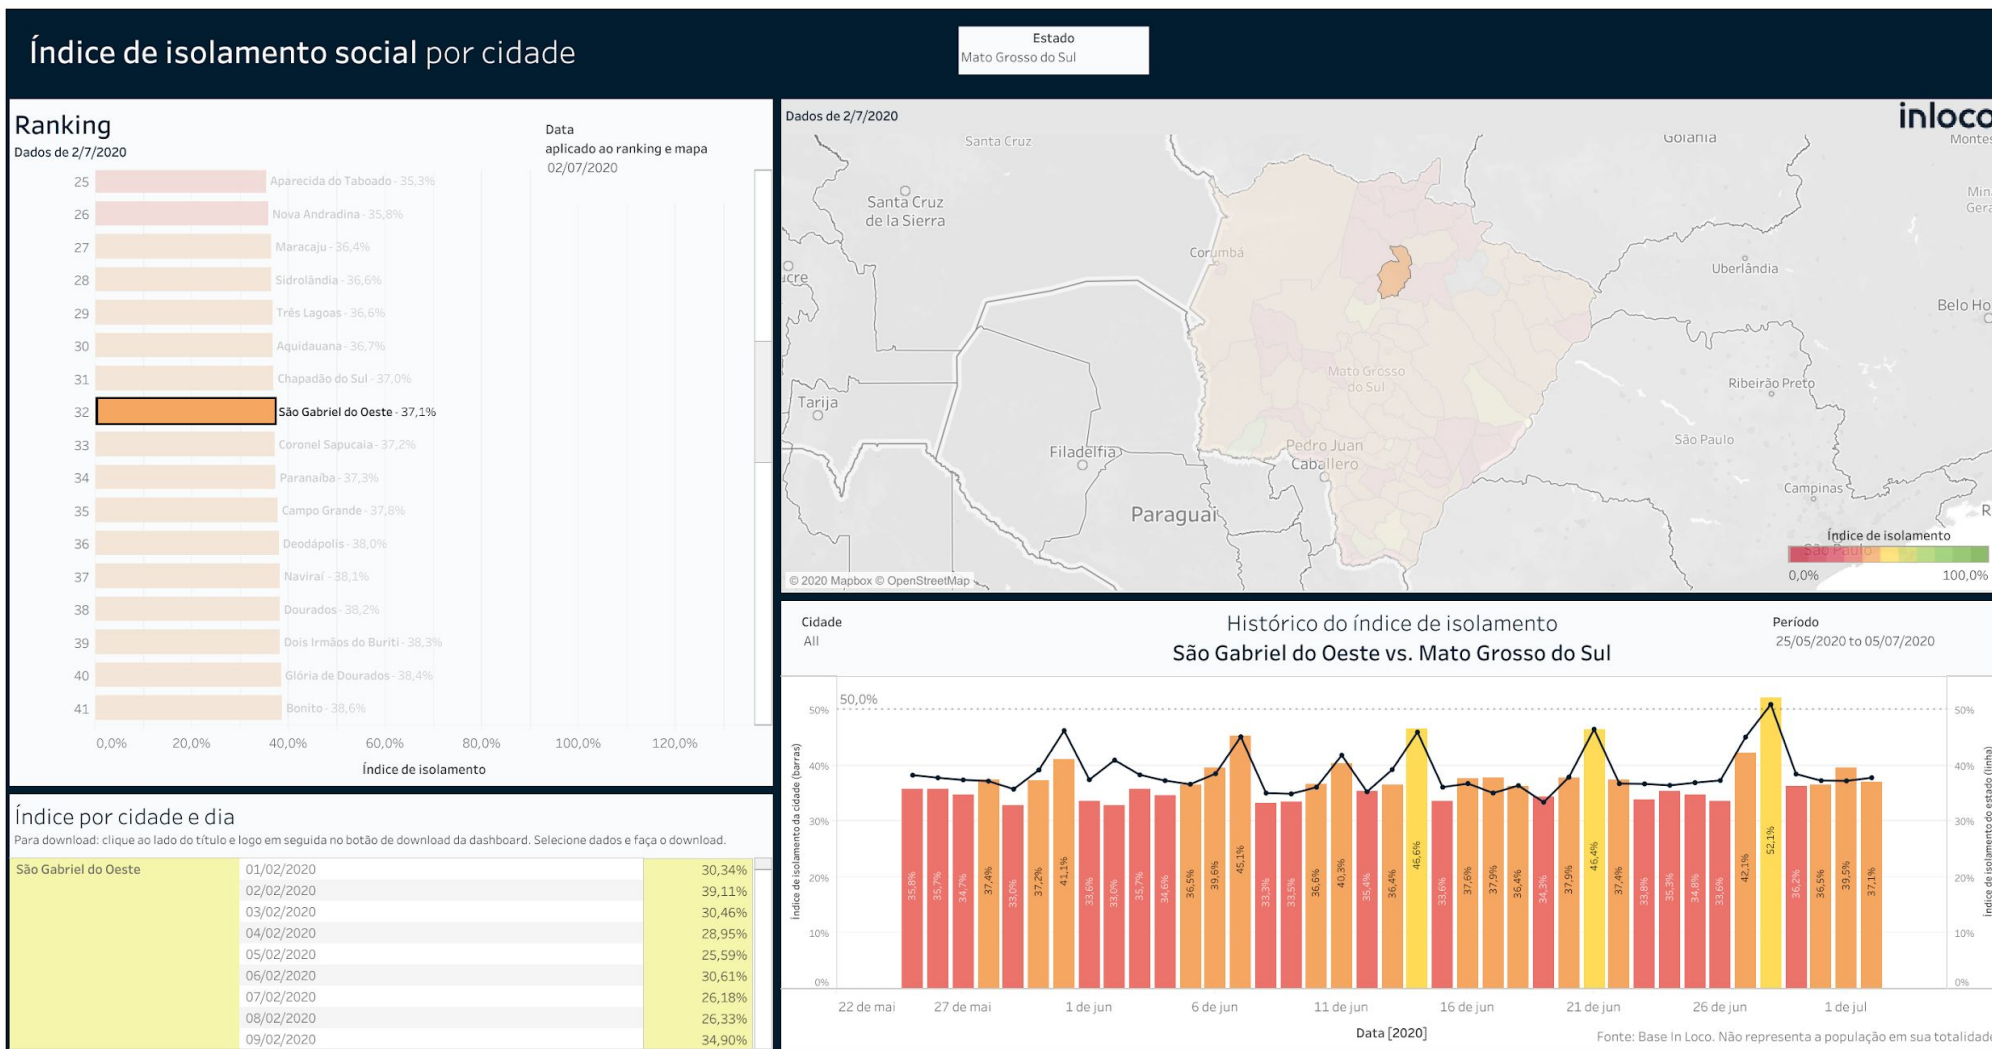 Índice de isolamento social por cidade
Estado
Mato Grosso do Sul
Ranking
Dados de 2/7/2020
Data
aplicado ao ranking e mapa
02/07/2020
25 Aparecida do Taboado - 35,3%
26 Nova Andradina - 35,8%
27 Maracaju - 36,4%
28 Sidrolândia - 36,6%
29 Três Lagoas - 36,6%
30 Aquidauana - 36,7%
31 Chapadão do Sul - 37,0%
32 São Gabriel do Oeste - 37,1%
33 Coronel Sapucaia - 37,2%
34 Paranaíba - 37,3%
35 Campo Grande - 37,8%
36 Deodápolis - 38,0%
37 Naviraí - 38,1%
38 Dourados - 38,2%
39 Dois Irmãos do Buriti - 38,3%
40 Glória de Dourados - 38,4%
41 Bonito - 38,6%
0,0% 20,0% 40,0% 60,0% 80,0% 100,0% 120,0%
Índice de isolamento
Índice por cidade e dia
Para download: clique ao lado do título e logo em seguida no botão de download da dashboard. Selecione dados e faça o download.
São Gabriel do Oeste 01/02/2020 30,34%
02/02/2020 39,11%
03/02/2020 30,46%
04/02/2020 28,95%
05/02/2020 25,59%
06/02/2020 30,61%
07/02/2020 26,18%
08/02/2020 26,33%
09/02/2020 34,90%
Dados de 2/7/2020
inloco
Santa Cruz
Goiânia
Montes
Santa Cruz
de la Sierra
Min
Gera
Corumbá
Uberlândia
ucre
Belo Ho
Mato Grosso
do Sul
Ribeirão Preto
Tarija
São Paulo
Filadelfia
Pedro Juan
Caballero
Campinas
Paraguai
R
Índice de isolamento
São Paulo
0,0% 100,0%
© 2020 Mapbox © OpenStreetMap
Cidade
All
Histórico do índice de isolamento
São Gabriel do Oeste vs. Mato Grosso do Sul
Período
25/05/2020 to 05/07/2020
50,0%
Índice de isolamento da cidade (barras)
50%
40%
30%
20%
10%
0%
35,8% 35,7% 34,7% 37,4% 33,0% 37,2% 41,1% 33,6% 33,0% 35,7% 34,6% 36,5% 39,6% 45,1% 33,3% 33,5% 36,6% 40,3% 35,4% 36,4% 46,6% 33,6% 37,6% 37,9% 36,4% 34,3% 37,9% 46,4% 37,4% 33,8% 35,3% 34,8% 33,6% 42,1% 52,1% 36,2% 36,5% 39,5% 37,1%
50%
40%
30%
20%
10%
0%
Índice de isolamento do estado (linha)
22 de mai 27 de mai 1 de jun 6 de jun 11 de jun 16 de jun 21 de jun 26 de jun 1 de jul
Data [2020]
Fonte: Base In Loco. Não representa a população em sua totalidade